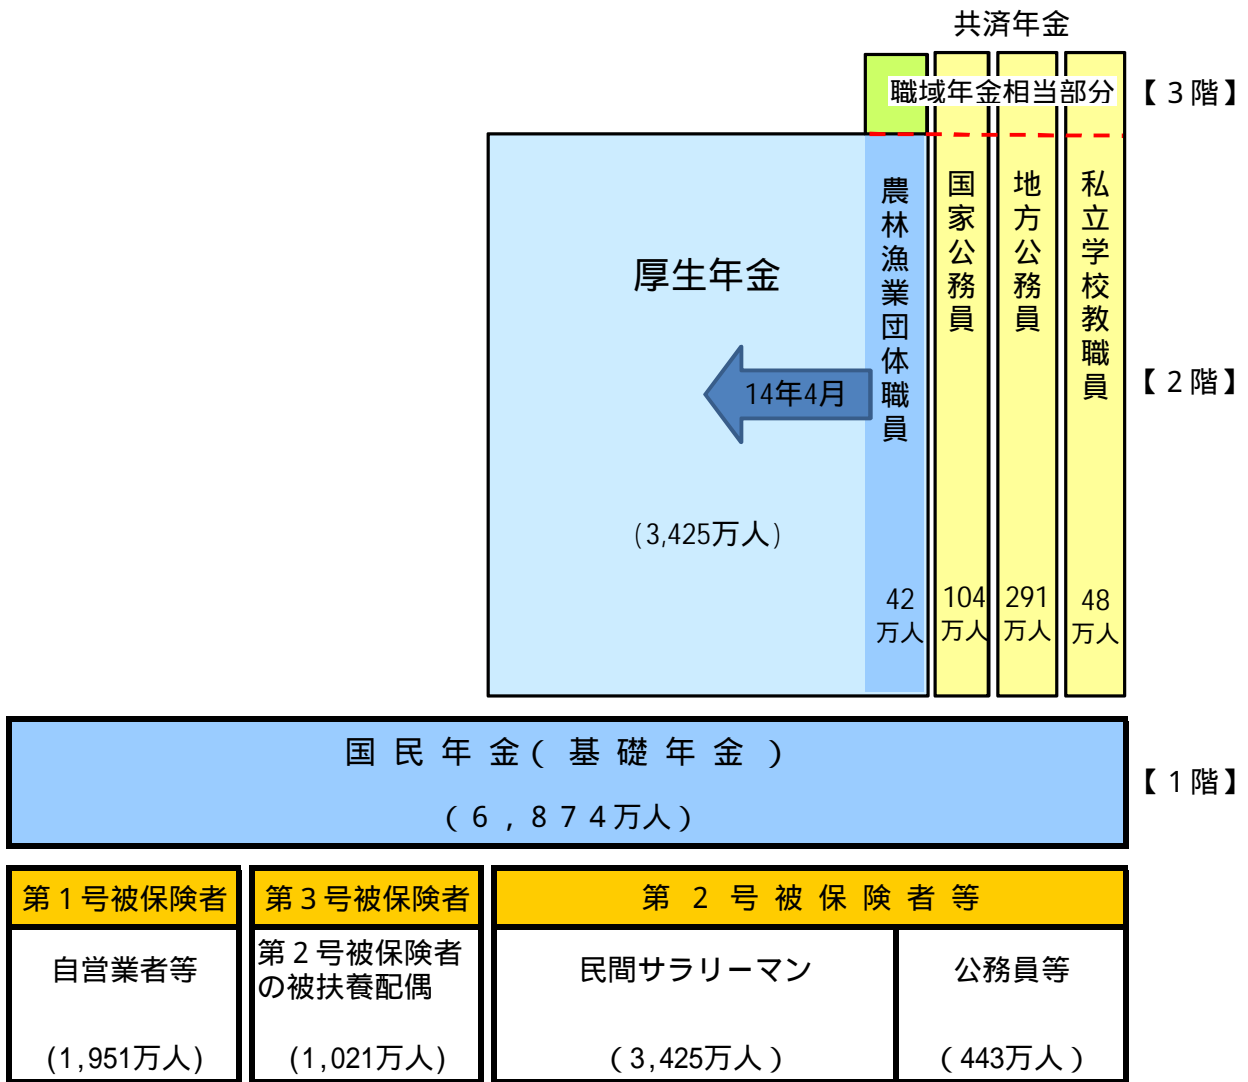 共済年金
職域年金相当部分
【３階】
厚生年金
(3,425万人)
14年4月
農林漁業団体職員
42
万人
国家公務員
104
万人
地方公務員
291
万人
私立学校教職員
48
万人
【２階】
国民年金(基礎年金)
(６,８７４万人)
【１階】
第１号被保険者
第３号被保険者
第２号被保険者等
自営業者等
(1,951万人)
第２号被保険者
の被扶養配偶
(1,021万人)
民間サラリーマン
(3,425万人)
公務員等
(443万人)